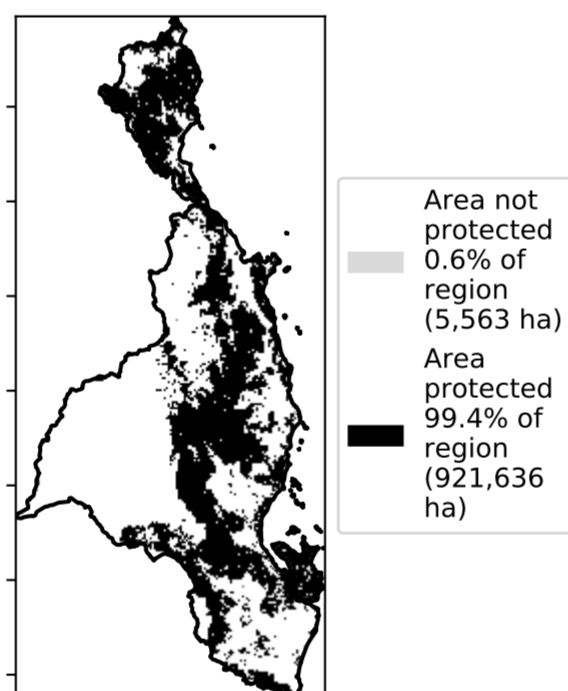 Area not
protected
0.6% of
region
(5,563 ha)
Area
protected
99.4% of
region
(921,636
ha)